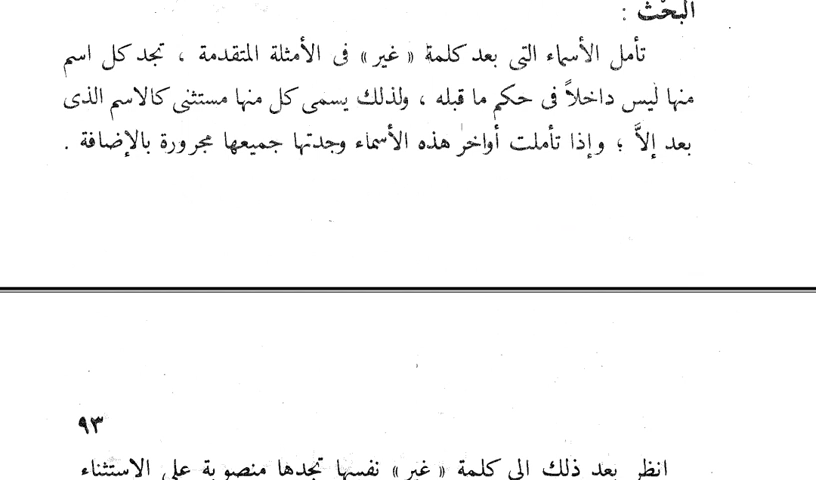 البحْث :
تأمل الأسماء التى بعد كلمة « غير » فى الأمثلة المتقدمة ، تجد كل اسم
منها ليس داخلاً فى حكم ما قبله ، ولذلك يسمى كل منها مستثنى كالاسم الذى
بعد إلاَّ ؛ وإذا تأملت أواخر هذه الأسماء وجدتها جميعها مجرورة بالإضافة .
٩٣
انظر بعد ذلك إلى كلمة « غير » نفسها تجدها منصوبة على الاستثناء